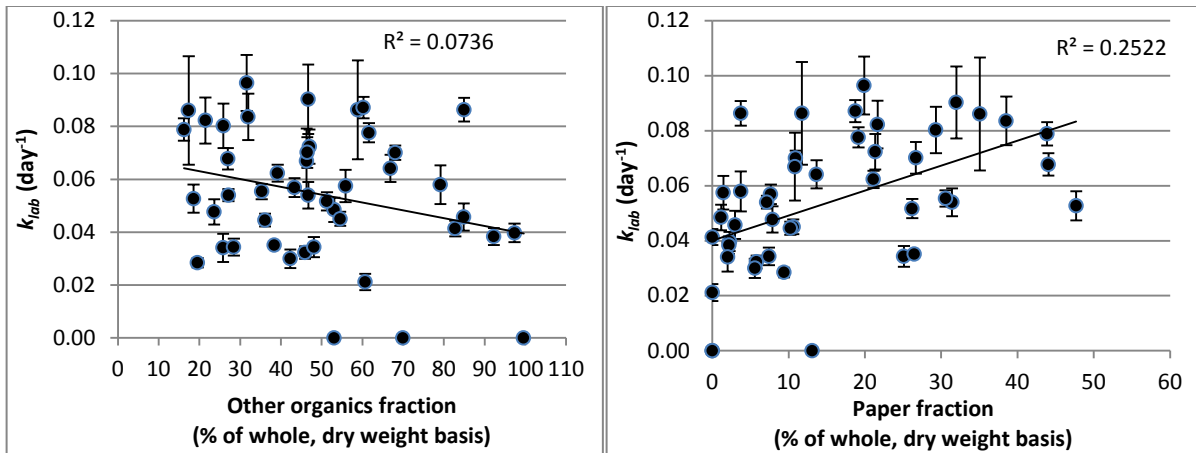 R² = 0.0736
0.12
0.10
0.08
0.06
0.04
0.02
0.00
k_lab (day⁻¹)
0 10 20 30 40 50 60 70 80 90 100 110
Other organics fraction
(% of whole, dry weight basis)
R² = 0.2522
0.12
0.10
0.08
0.06
0.04
0.02
0.00
k_lab (day⁻¹)
0 10 20 30 40 50 60
Paper fraction
(% of whole, dry weight basis)